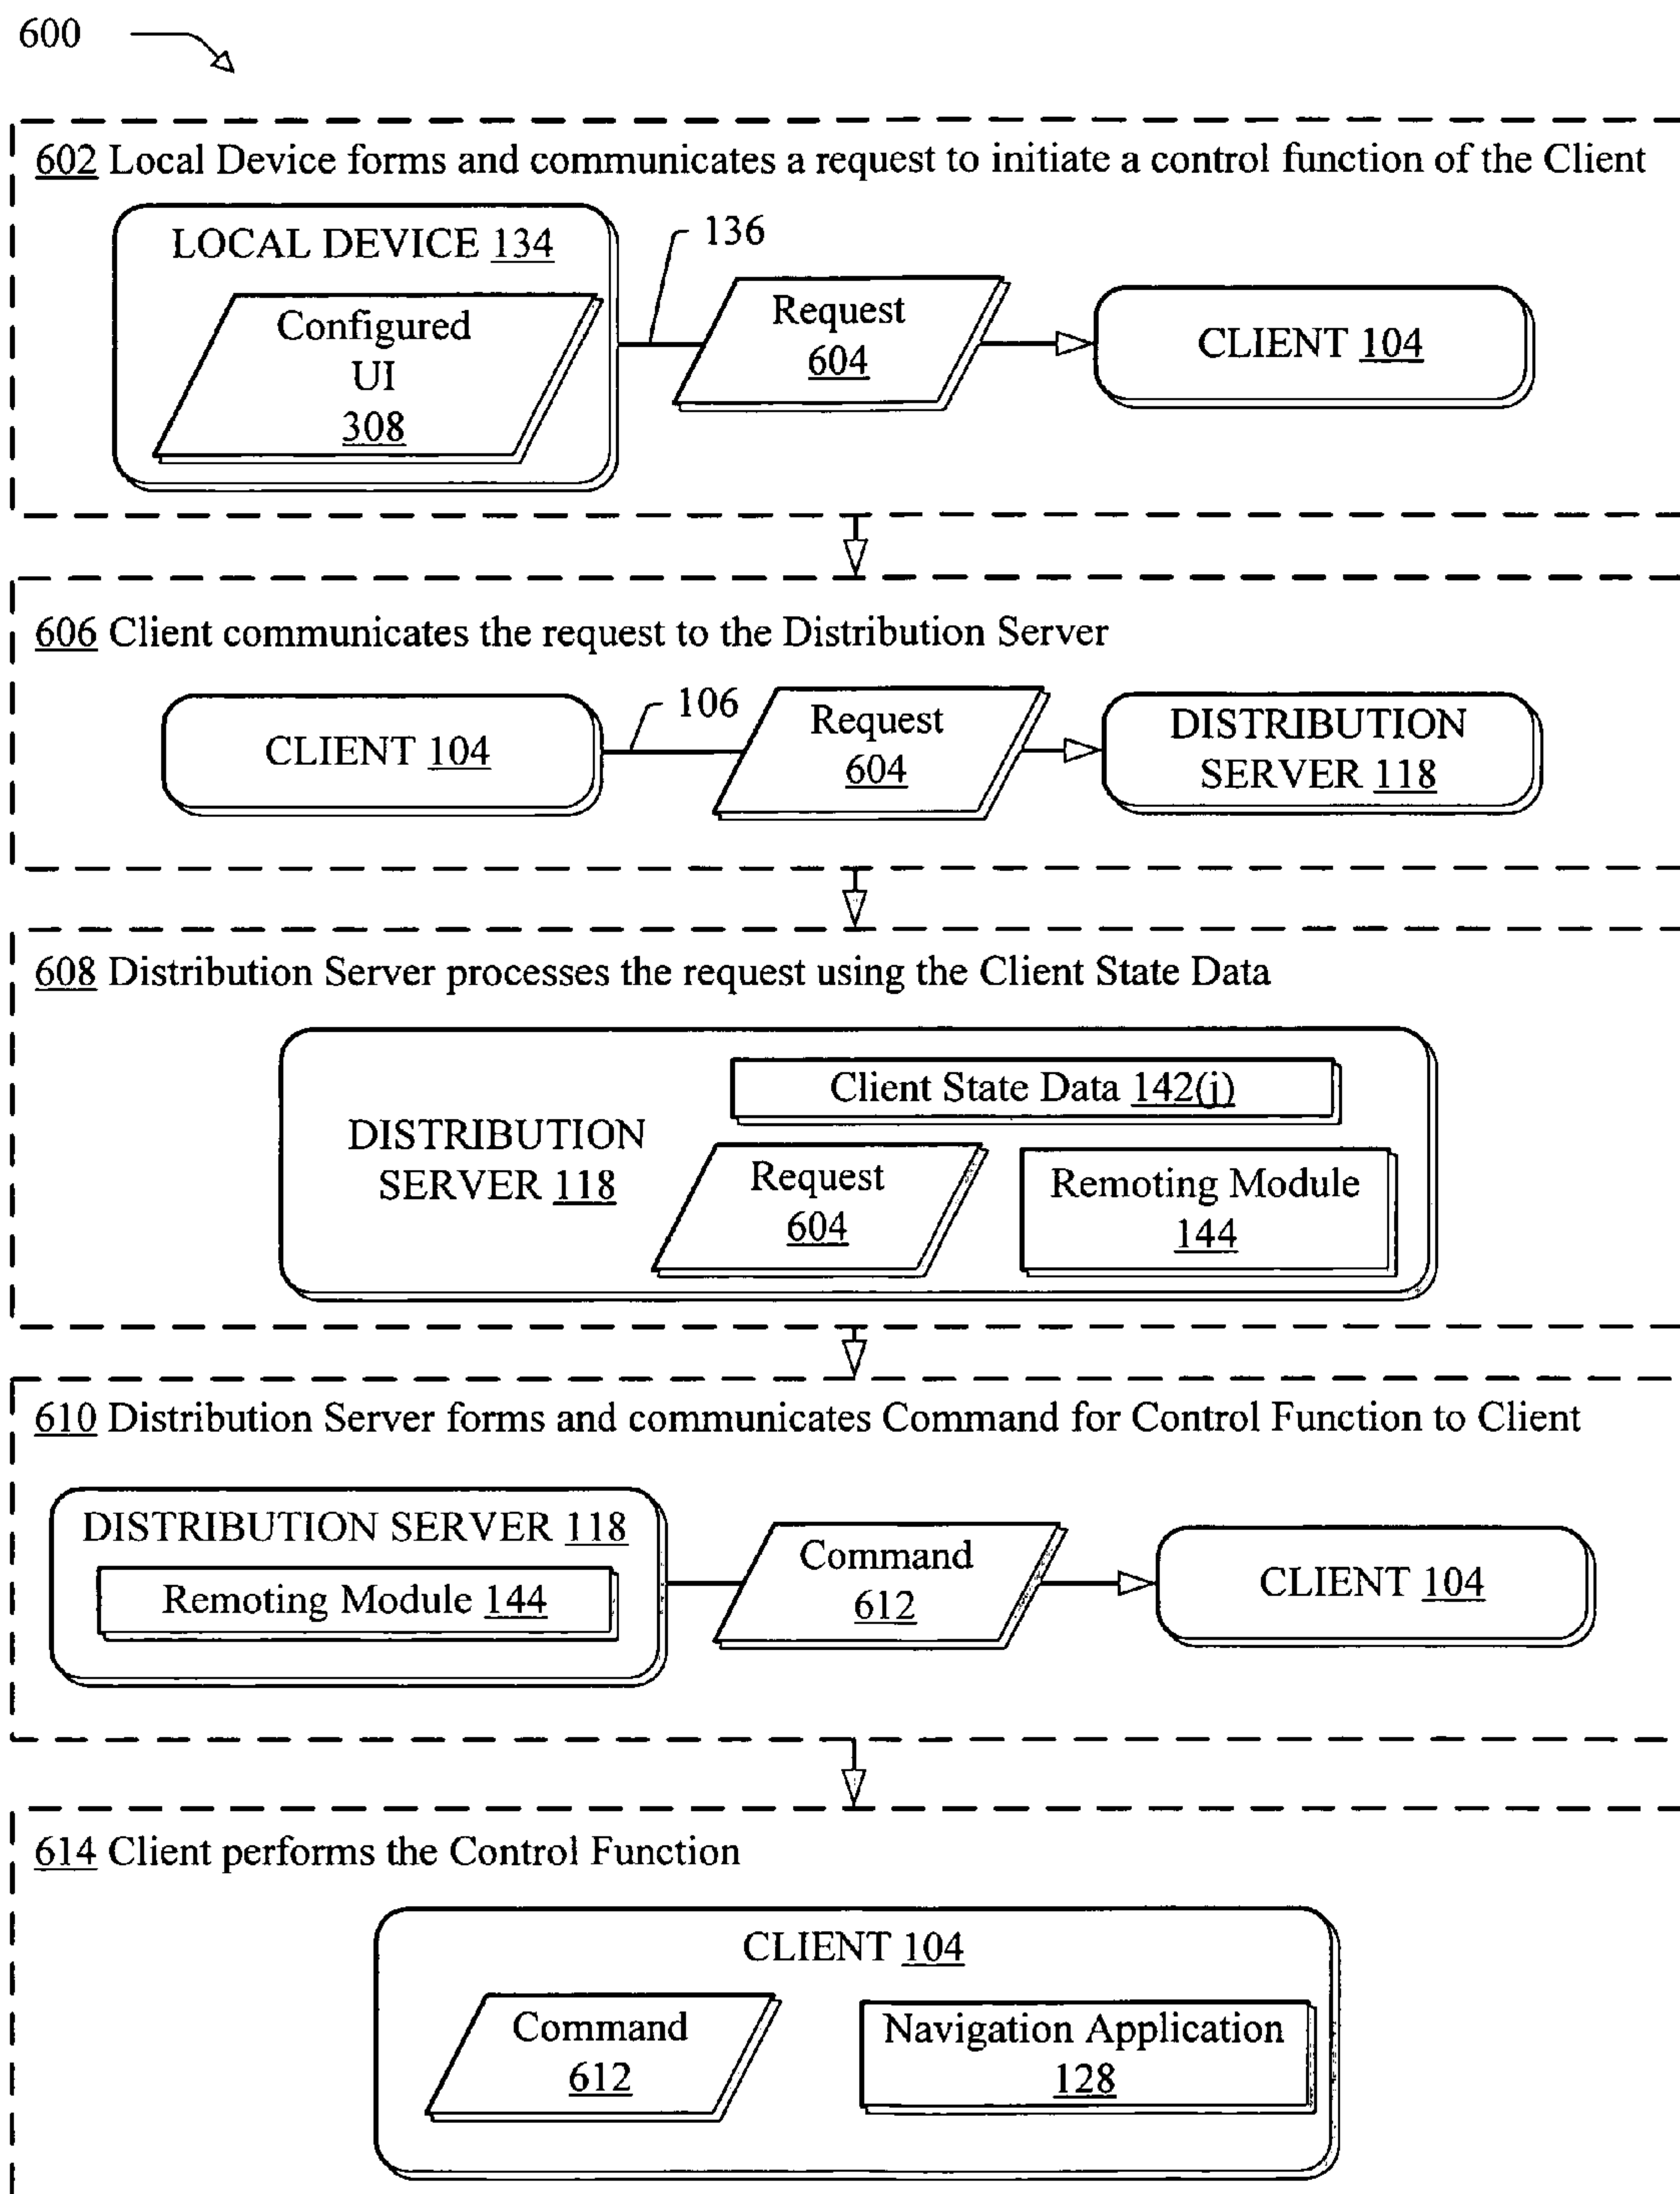 600
602 Local Device forms and communicates a request to initiate a control function of the Client
LOCAL DEVICE 134
Configured
UI
308
136
Request
604
CLIENT 104
606 Client communicates the request to the Distribution Server
CLIENT 104
106
Request
604
DISTRIBUTION
SERVER 118
608 Distribution Server processes the request using the Client State Data
Client State Data 142(j)
DISTRIBUTION
SERVER 118
Request
604
Remoting Module
144
610 Distribution Server forms and communicates Command for Control Function to Client
DISTRIBUTION SERVER 118
Remoting Module 144
Command
612
CLIENT 104
614 Client performs the Control Function
CLIENT 104
Command
612
Navigation Application
128